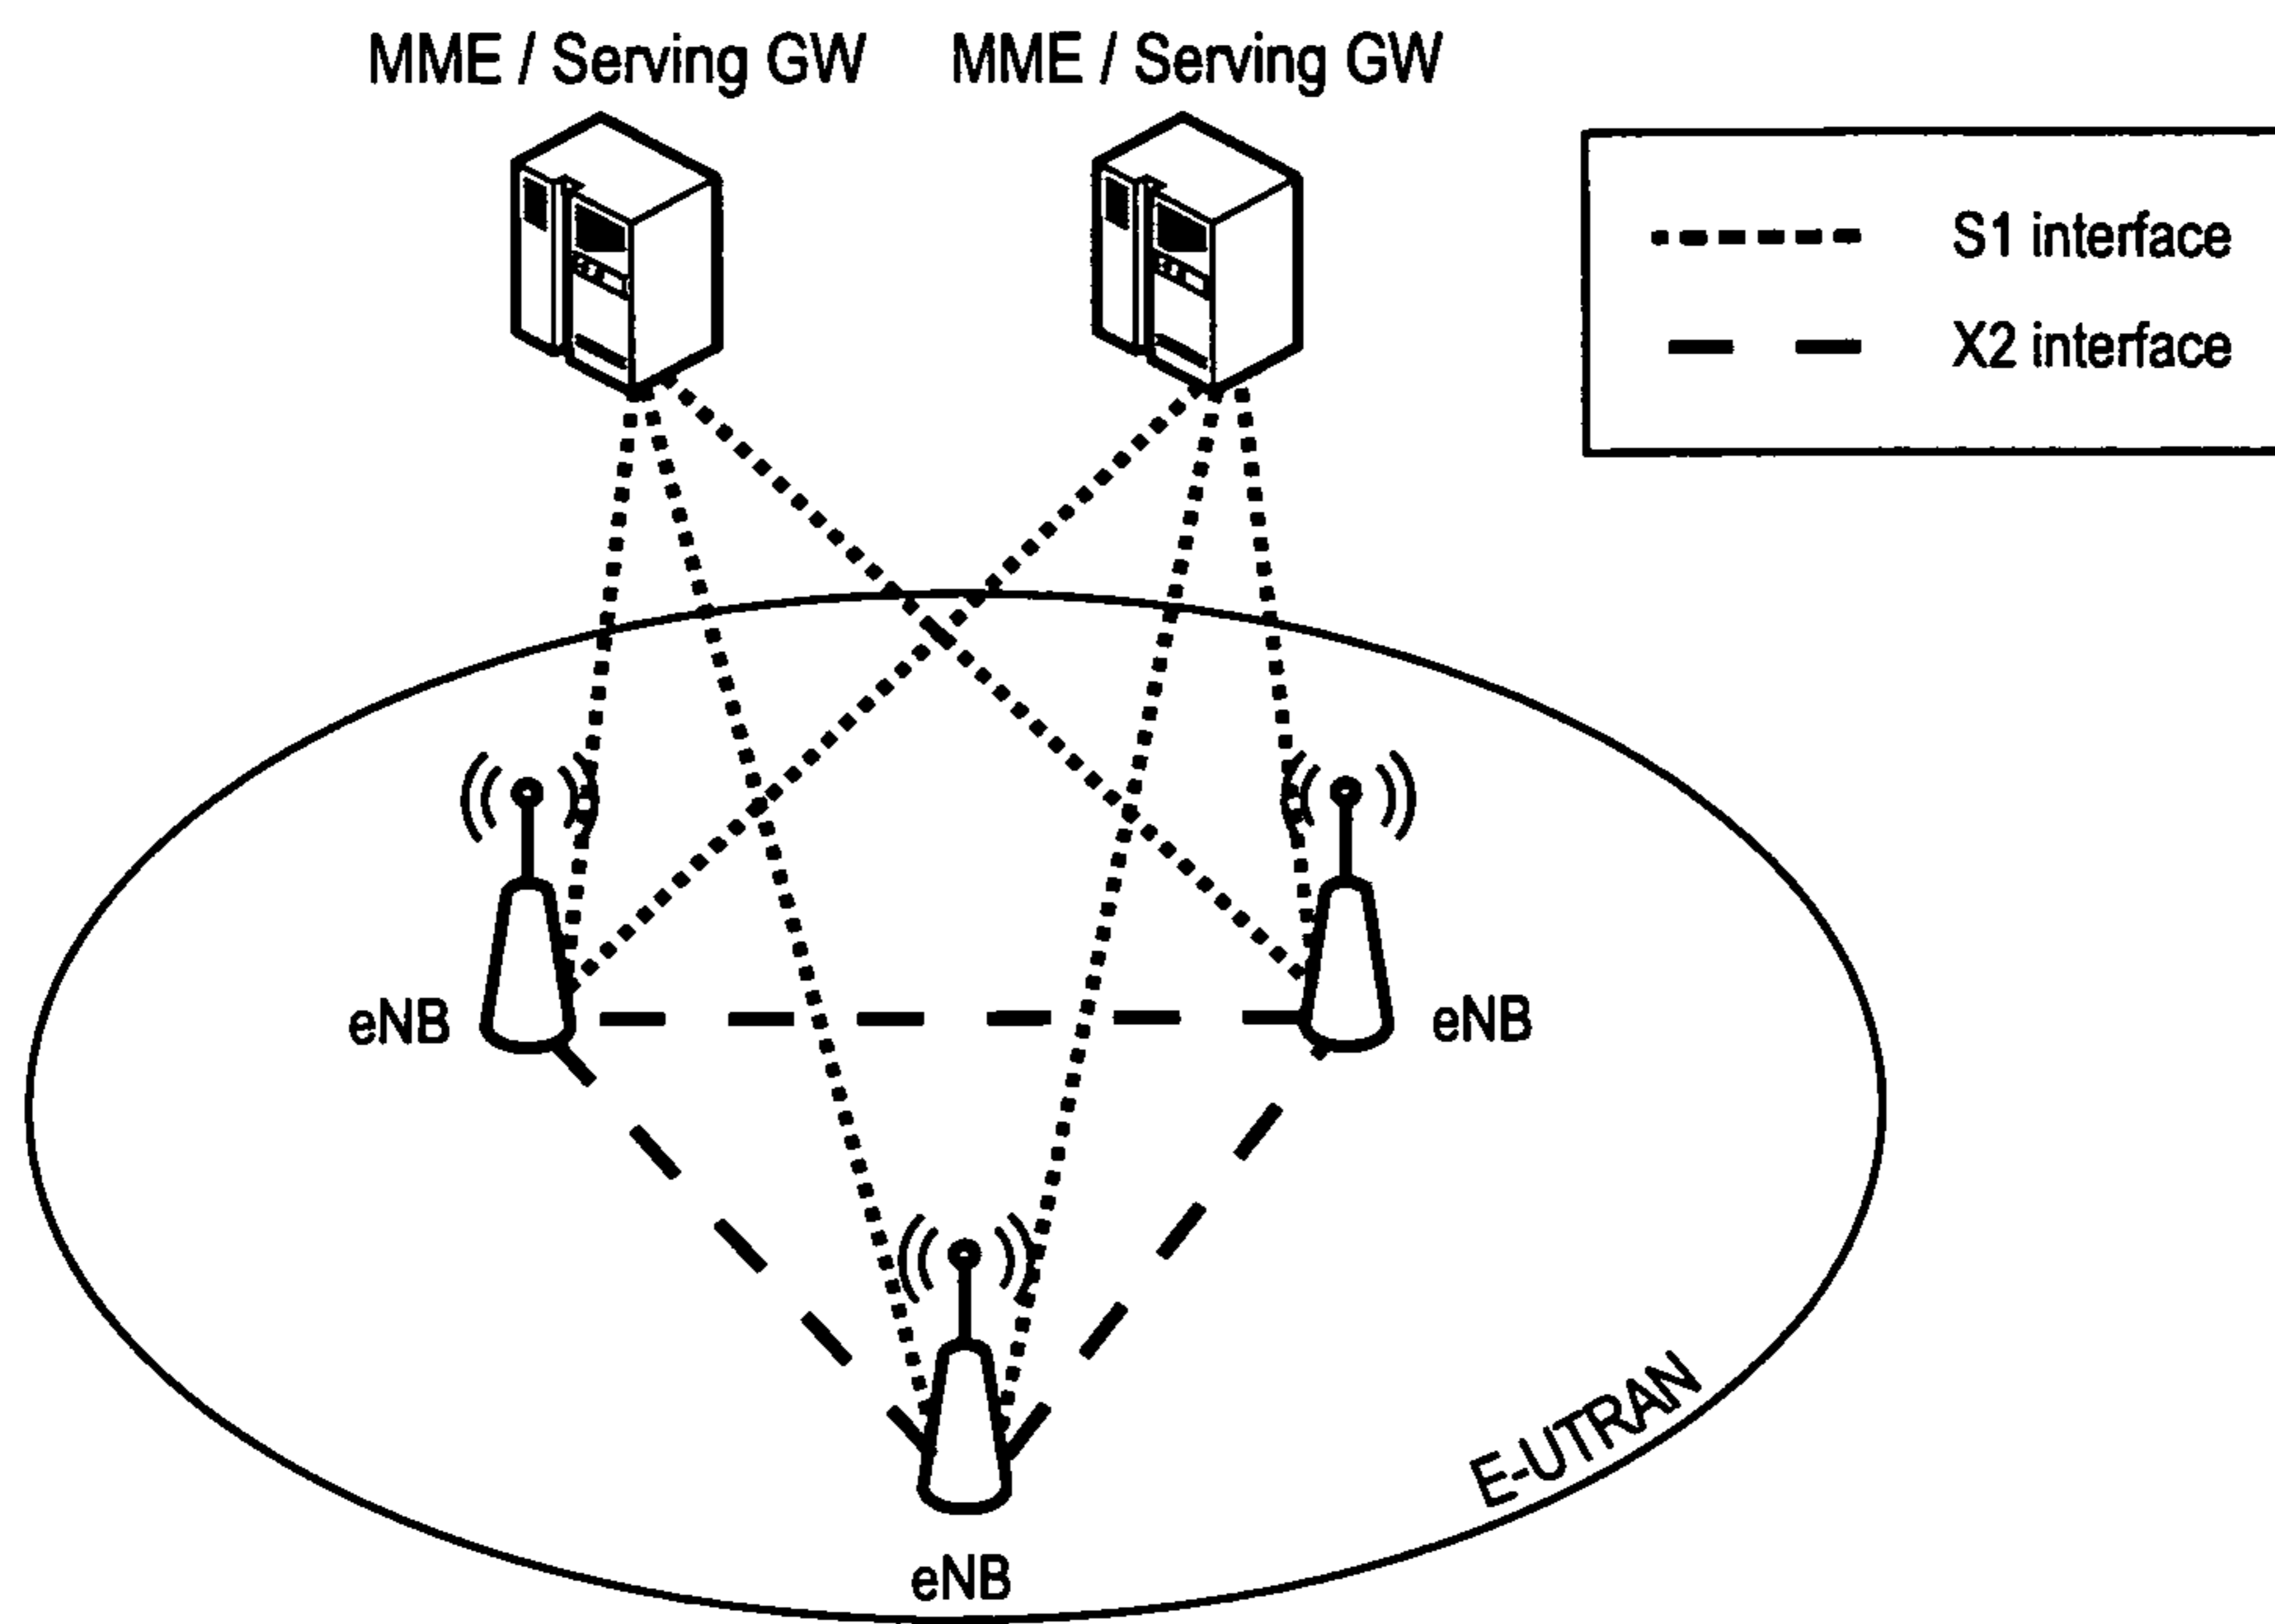 MME / Serving GW
MME / Serving GW
S1 interface
X2 interface
eNB
eNB
E-UTRAN
eNB